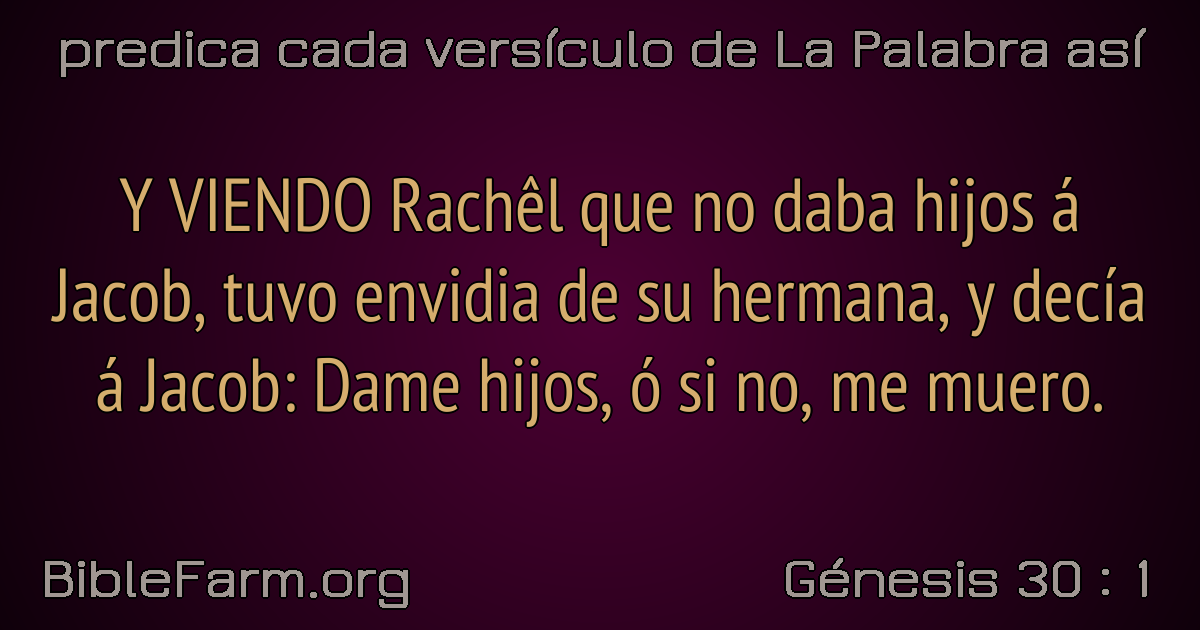 predica cada versículo de La Palabra así
Y VIENDO Rachêl que no daba hijos á
Jacob, tuvo envidia de su hermana, y decía
á Jacob: Dame hijos, ó si no, me muero.
BibleFarm.org
Génesis 30 : 1